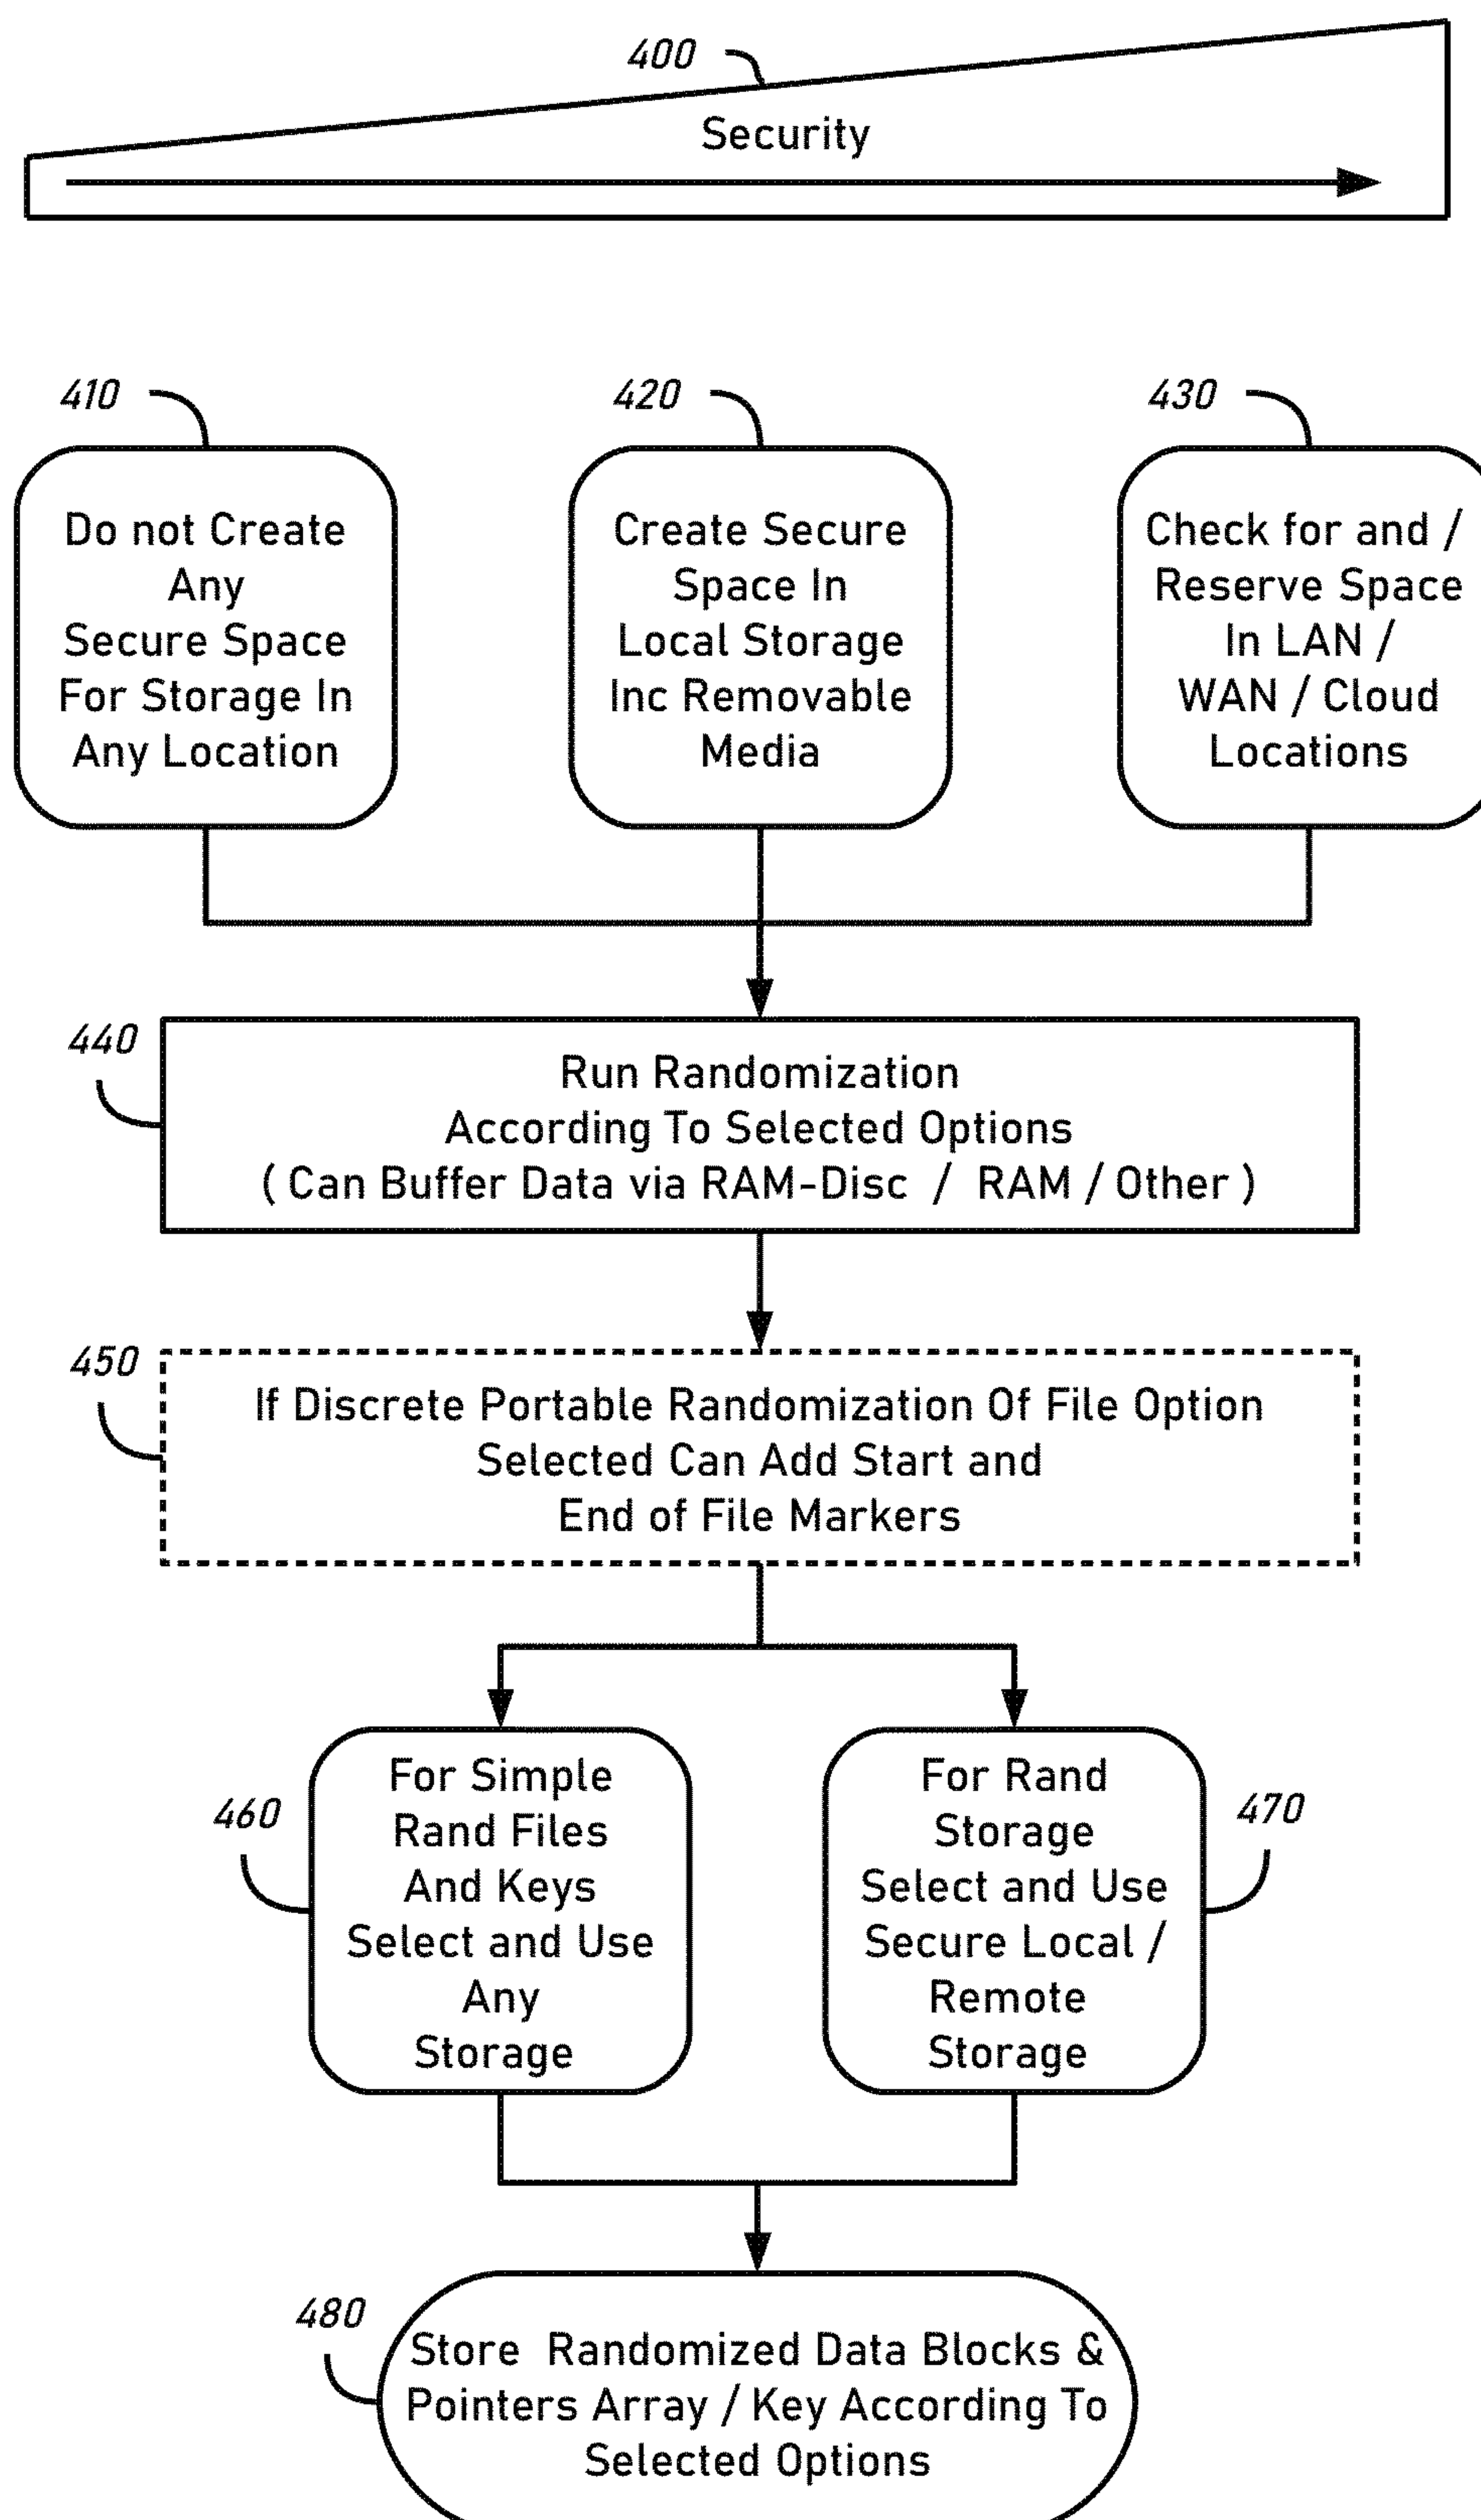 400
Security
410
420
430
Do not Create
Any
Secure Space
For Storage In
Any Location
Create Secure
Space In
Local Storage
Inc Removable
Media
Check for and /
Reserve Space
In LAN /
WAN / Cloud
Locations
440
Run Randomization
According To Selected Options
( Can Buffer Data via RAM-Disc / RAM / Other )
450
If Discrete Portable Randomization Of File Option
Selected Can Add Start and
End of File Markers
460
For Simple
Rand Files
And Keys
Select and Use
Any
Storage
For Rand
Storage
Select and Use
Secure Local /
Remote
Storage
470
480
Store Randomized Data Blocks &
Pointers Array / Key According To
Selected Options